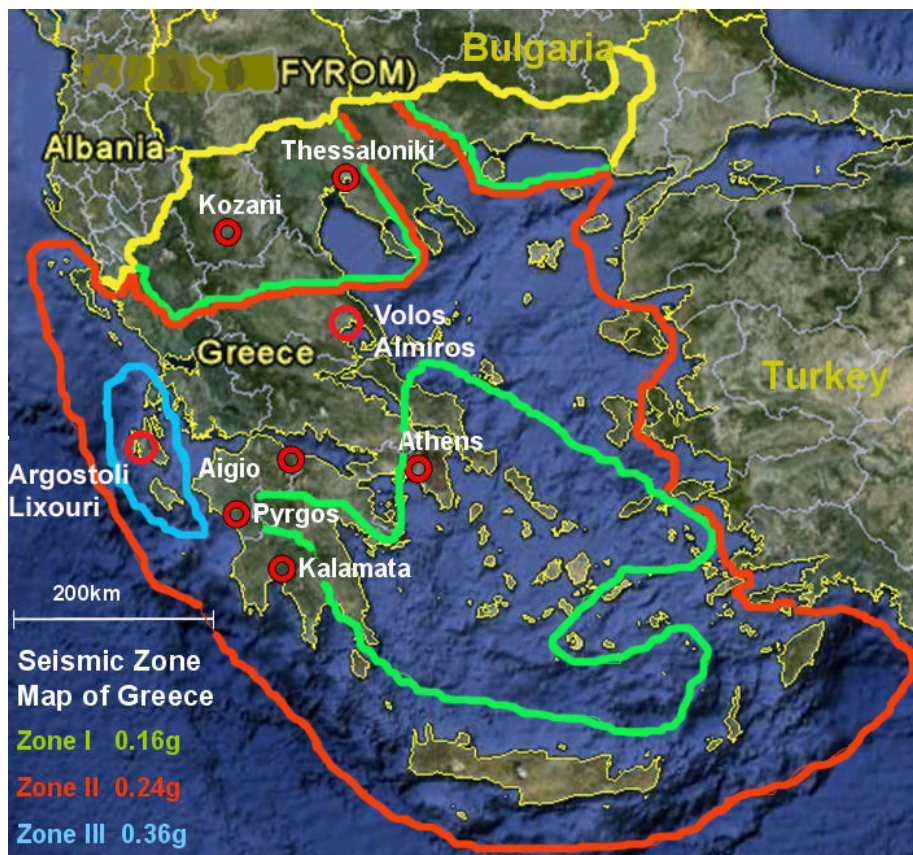 Bulgaria
FYROM)
Albania
Thessaloniki
Kozani
Volos
Almiros
Greece
Turkey
Athens
Aigio
Argostoli
Lixouri
Pyrgos
Kalamata
200km
Seismic Zone
Map of Greece
Zone I 0.16g
Zone II 0.24g
Zone III 0.36g